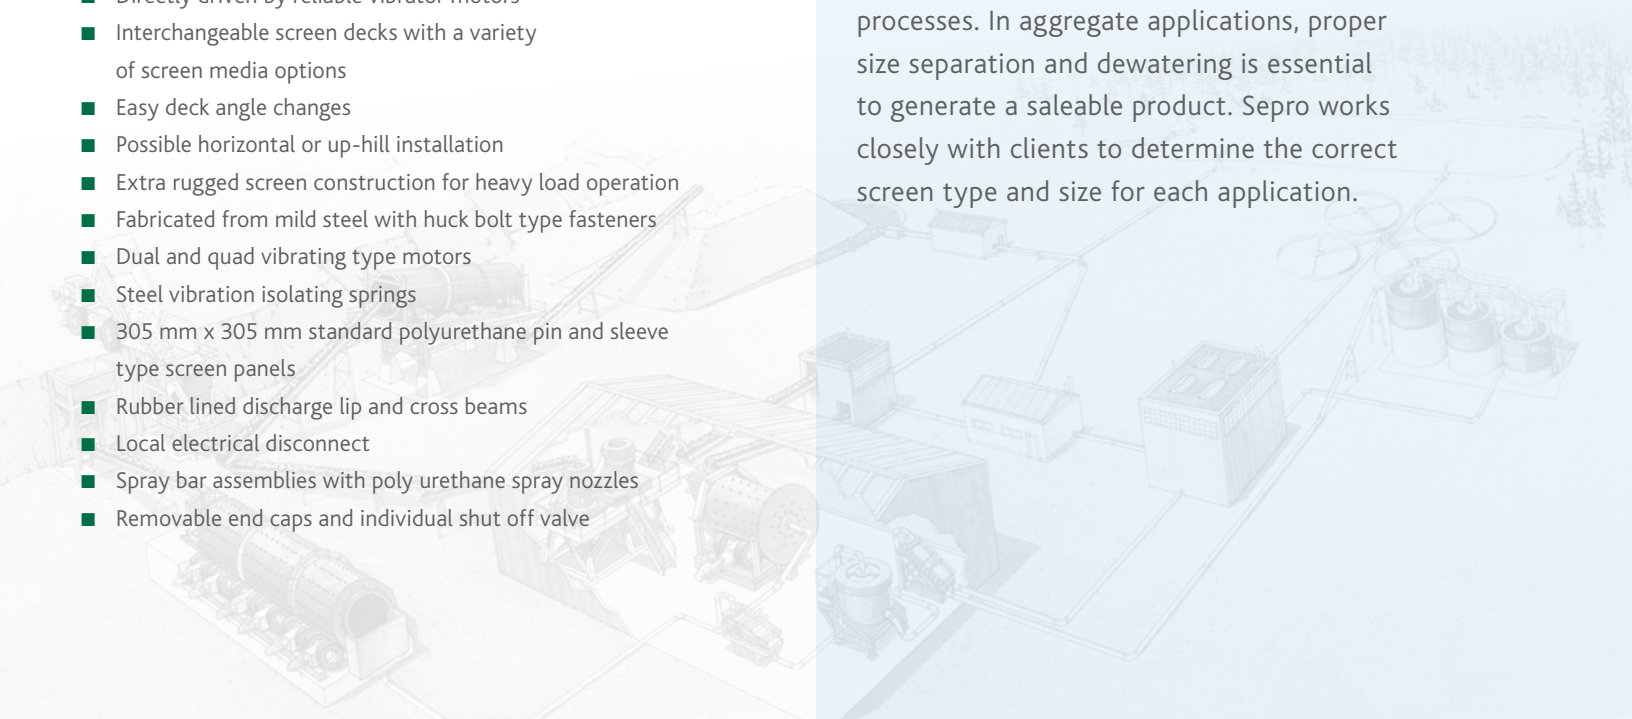 Directly driven by reliable vibrator motors
Interchangeable screen decks with a variety
of screen media options
Easy deck angle changes
Possible horizontal or up-hill installation
Extra rugged screen construction for heavy load operation
Fabricated from mild steel with huck bolt type fasteners
Dual and quad vibrating type motors
Steel vibration isolating springs
305 mm x 305 mm standard polyurethane pin and sleeve
type screen panels
Rubber lined discharge lip and cross beams
Local electrical disconnect
Spray bar assemblies with poly urethane spray nozzles
Removable end caps and individual shut off valve
processes. In aggregate applications, proper
size separation and dewatering is essential
to generate a saleable product. Sepro works
closely with clients to determine the correct
screen type and size for each application.